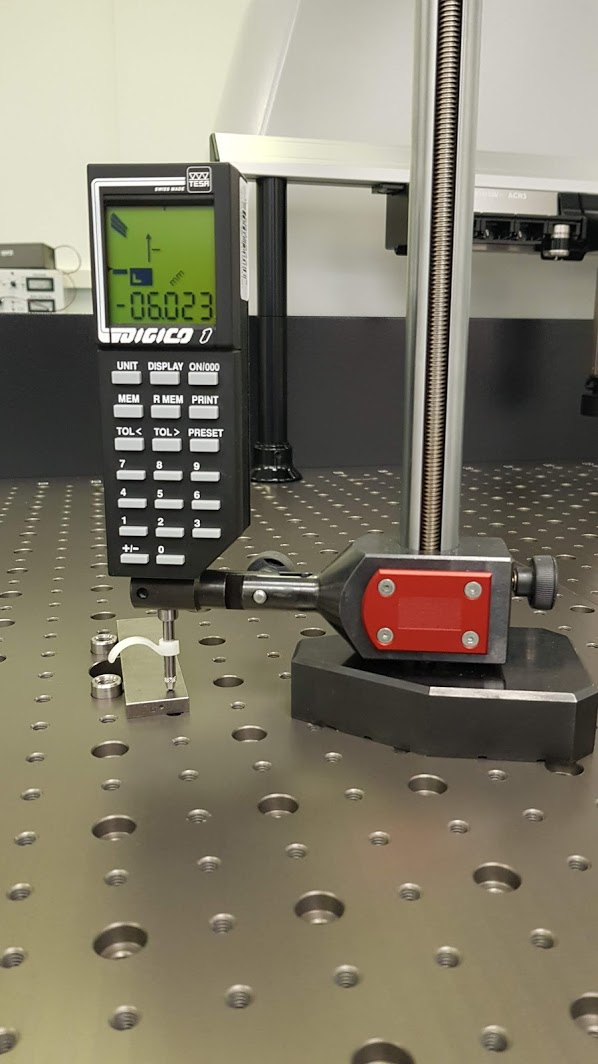 SWISS MADE
TESA
mm
-06.023
DIGICO 1
UNIT DISPLAY ON/000
MEM R MEM PRINT
TOL < TOL > PRESET
7 8 9
4 5 6
1 2 3
+/− 0